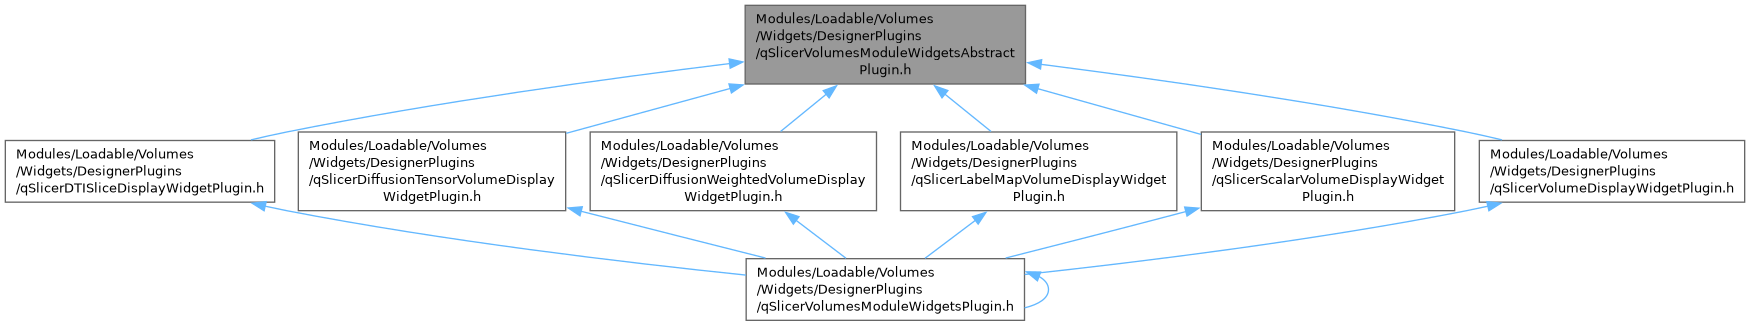 Modules/Loadable/Volumes
/Widgets/DesignerPlugins
/qSlicerVolumesModuleWidgetsAbstract
Plugin.h
Modules/Loadable/Volumes
/Widgets/DesignerPlugins
/qSlicerDTISliceDisplayWidgetPlugin.h
Modules/Loadable/Volumes
/Widgets/DesignerPlugins
/qSlicerDiffusionTensorVolumeDisplay
WidgetPlugin.h
Modules/Loadable/Volumes
/Widgets/DesignerPlugins
/qSlicerDiffusionWeightedVolumeDisplay
WidgetPlugin.h
Modules/Loadable/Volumes
/Widgets/DesignerPlugins
/qSlicerLabelMapVolumeDisplayWidget
Plugin.h
Modules/Loadable/Volumes
/Widgets/DesignerPlugins
/qSlicerScalarVolumeDisplayWidget
Plugin.h
Modules/Loadable/Volumes
/Widgets/DesignerPlugins
/qSlicerVolumeDisplayWidgetPlugin.h
Modules/Loadable/Volumes
/Widgets/DesignerPlugins
/qSlicerVolumesModuleWidgetsPlugin.h